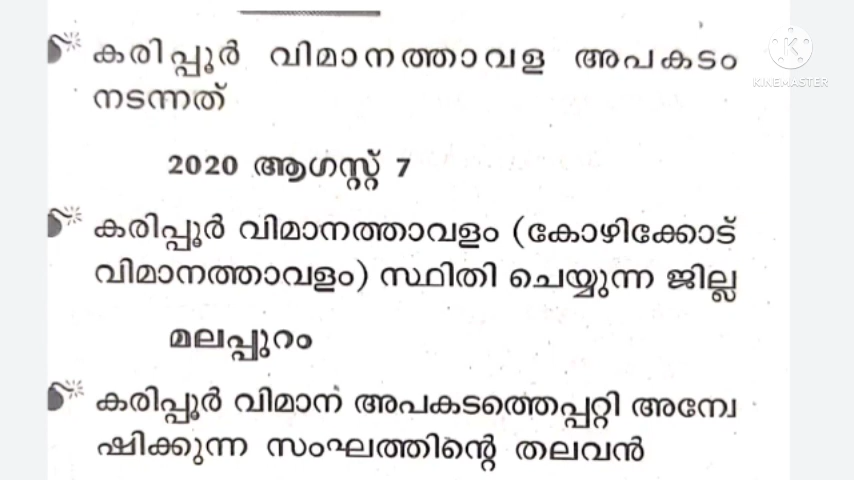 കരിപ്പൂർ വിമാനത്താവള അപകടം
നടന്നത്
2020 ആഗസ്റ്റ് 7
കരിപ്പൂർ വിമാനത്താവളം (കോഴിക്കോട്
വിമാനത്താവളം) സ്ഥിതി ചെയ്യുന്ന ജില്ല
മലപ്പുറം
കരിപ്പൂർ വിമാന അപകടത്തെപ്പറ്റി അന്വേ
ഷിക്കുന്ന സംഘത്തിന്റെ തലവൻ
KINEMASTER